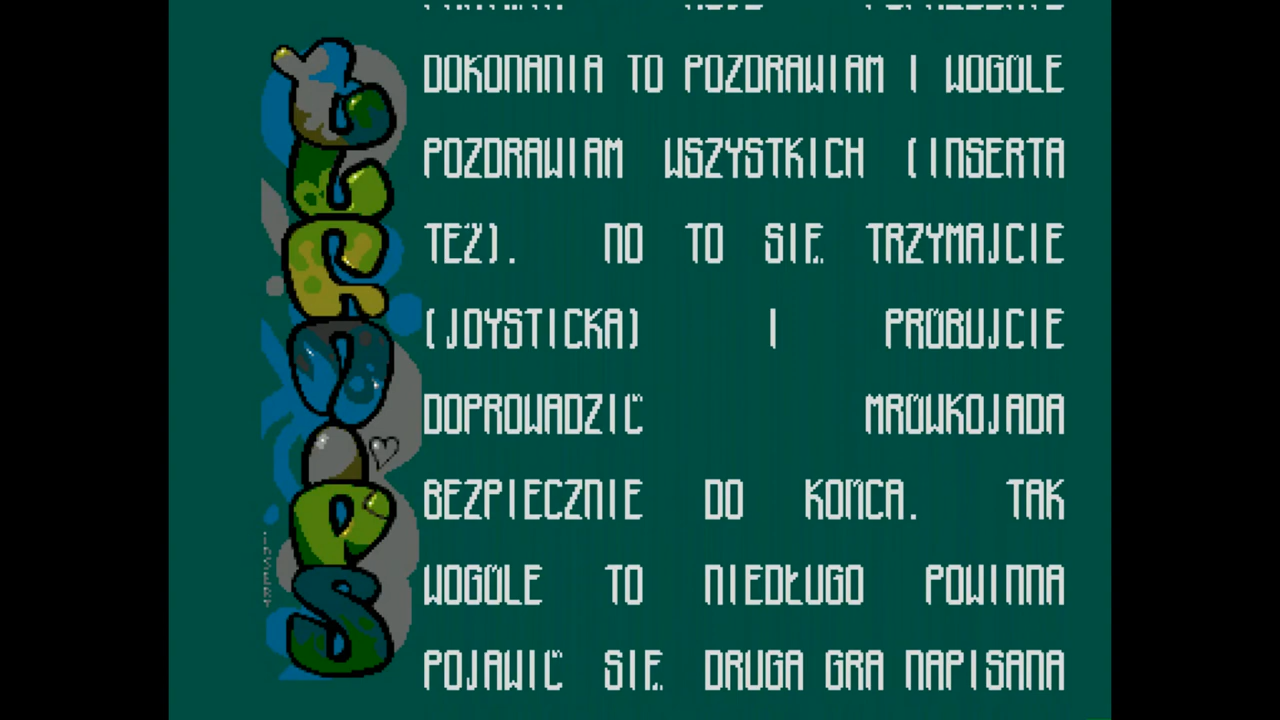 DOKONANIA TO POZDRAWIAM I WOGÓLE
POZDRAWIAM WSZYSTKICH (INSERTA
TEŻ). NO TO SIĘ TRZYMAJCIE
(JOYSTICKA) I PRÓBUJCIE
DOPROWADZIĆ MRÓWKOJADA
BEZPIECZNIE DO KOŃCA. TAK
WOGÓLE TO NIEDŁUGO POWINNA
POJAWIĆ SIĘ DRUGA GRA NAPISANA